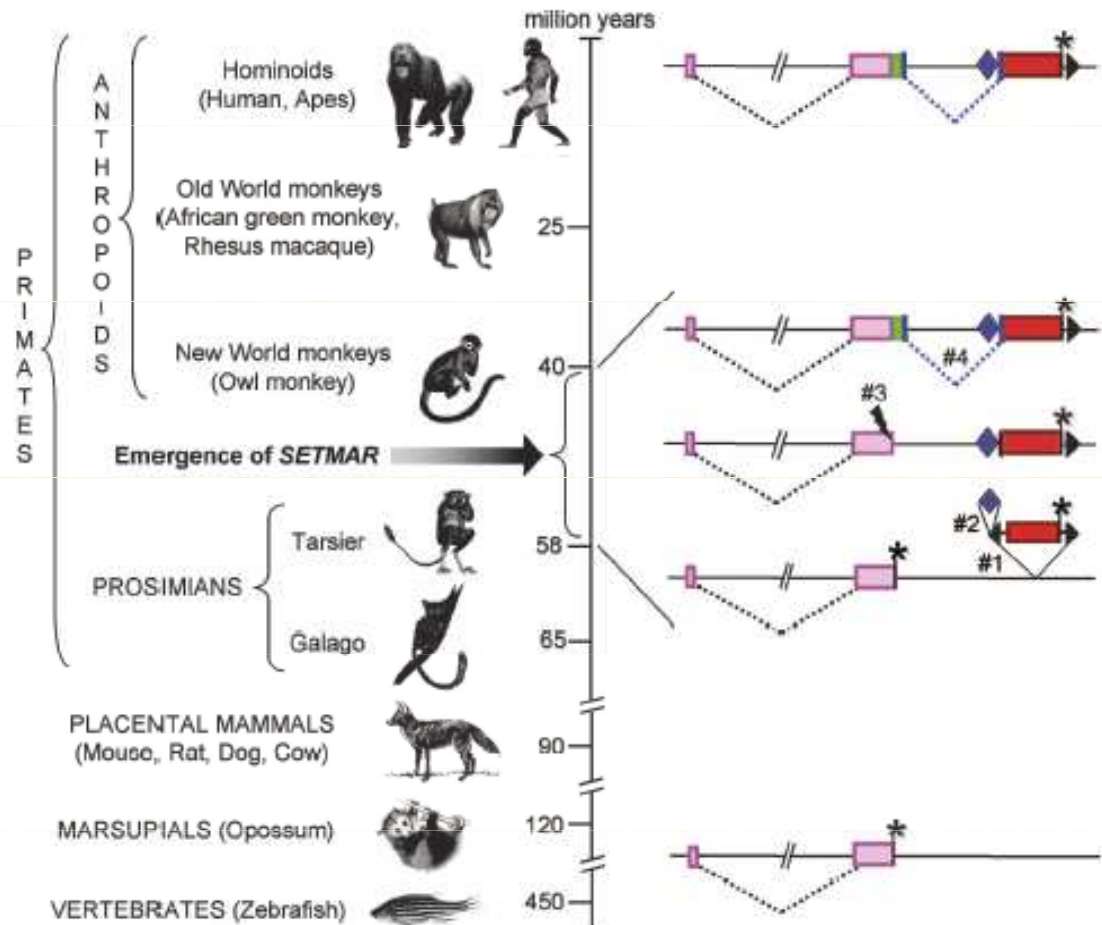 million years
PRIMATES
ANTHROPOIDS
Hominoids
(Human, Apes)
*
Old World monkeys
(African green monkey,
Rhesus macaque)
25
New World monkeys
(Owl monkey)
40
*
#4
#3
*
Emergence of SETMAR
PROSIMIANS
Tarsier
58
#2
*
#1
*
Galago
65
PLACENTAL MAMMALS
(Mouse, Rat, Dog, Cow)
90
MARSUPIALS (Opossum)
120
*
VERTEBRATES (Zebrafish)
450